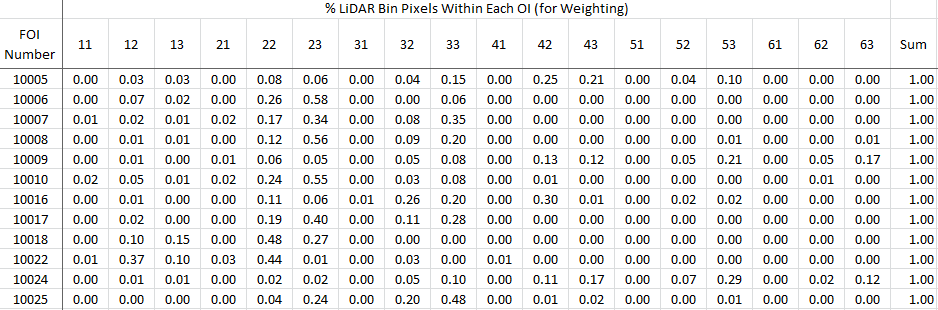 % LiDAR Bin Pixels Within Each OI (for Weighting)
FOI Number 11 12 13 21 22 23 31 32 33 41 42 43 51 52 53 61 62 63 Sum
10005 0.00 0.03 0.03 0.00 0.08 0.06 0.00 0.04 0.15 0.00 0.25 0.21 0.00 0.04 0.10 0.00 0.00 0.00 1.00
10006 0.00 0.07 0.02 0.00 0.26 0.58 0.00 0.00 0.06 0.00 0.00 0.00 0.00 0.00 0.00 0.00 0.00 0.00 1.00
10007 0.01 0.02 0.01 0.02 0.17 0.34 0.00 0.08 0.35 0.00 0.00 0.00 0.00 0.00 0.00 0.00 0.00 0.00 1.00
10008 0.00 0.01 0.01 0.00 0.12 0.56 0.00 0.09 0.20 0.00 0.00 0.00 0.00 0.00 0.01 0.00 0.00 0.01 1.00
10009 0.00 0.01 0.00 0.01 0.06 0.05 0.00 0.05 0.08 0.00 0.13 0.12 0.00 0.05 0.21 0.00 0.05 0.17 1.00
10010 0.02 0.05 0.01 0.02 0.24 0.55 0.00 0.03 0.08 0.00 0.01 0.00 0.00 0.00 0.00 0.00 0.01 0.00 1.00
10016 0.00 0.01 0.00 0.00 0.11 0.06 0.01 0.26 0.20 0.00 0.30 0.01 0.00 0.02 0.02 0.00 0.00 0.00 1.00
10017 0.00 0.02 0.00 0.00 0.19 0.40 0.00 0.11 0.28 0.00 0.00 0.00 0.00 0.00 0.00 0.00 0.00 0.00 1.00
10018 0.00 0.10 0.15 0.00 0.48 0.27 0.00 0.00 0.00 0.00 0.00 0.00 0.00 0.00 0.00 0.00 0.00 0.00 1.00
10022 0.01 0.37 0.10 0.03 0.44 0.01 0.00 0.03 0.00 0.01 0.00 0.00 0.00 0.00 0.00 0.00 0.00 0.00 1.00
10024 0.00 0.01 0.01 0.00 0.02 0.02 0.00 0.05 0.10 0.00 0.11 0.17 0.00 0.07 0.29 0.00 0.02 0.12 1.00
10025 0.00 0.00 0.00 0.00 0.04 0.24 0.00 0.20 0.48 0.00 0.01 0.02 0.00 0.00 0.01 0.00 0.00 0.00 1.00